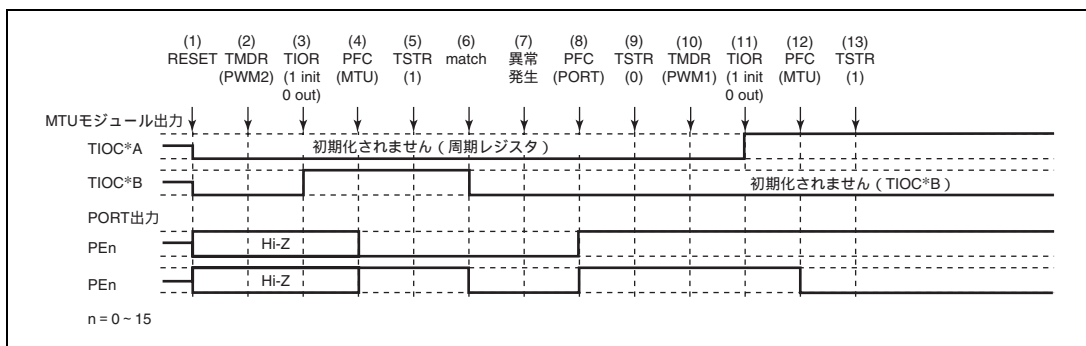 (1) (2) (3) (4) (5) (6) (7) (8) (9) (10) (11) (12) (13)
RESET TMDR TIOR PFC TSTR match 異常 PFC TSTR TMDR TIOR PFC TSTR
(PWM2) (1 init (MTU) (1) 発生 (PORT) (0) (PWM1) (1 init (MTU) (1)
0 out) 0 out)
MTUモジュール出力
TIOC*A 初期化されません(周期レジスタ)
TIOC*B 初期化されません(TIOC*B)
PORT出力
PEn Hi-Z
PEn Hi-Z
n = 0 ~ 15